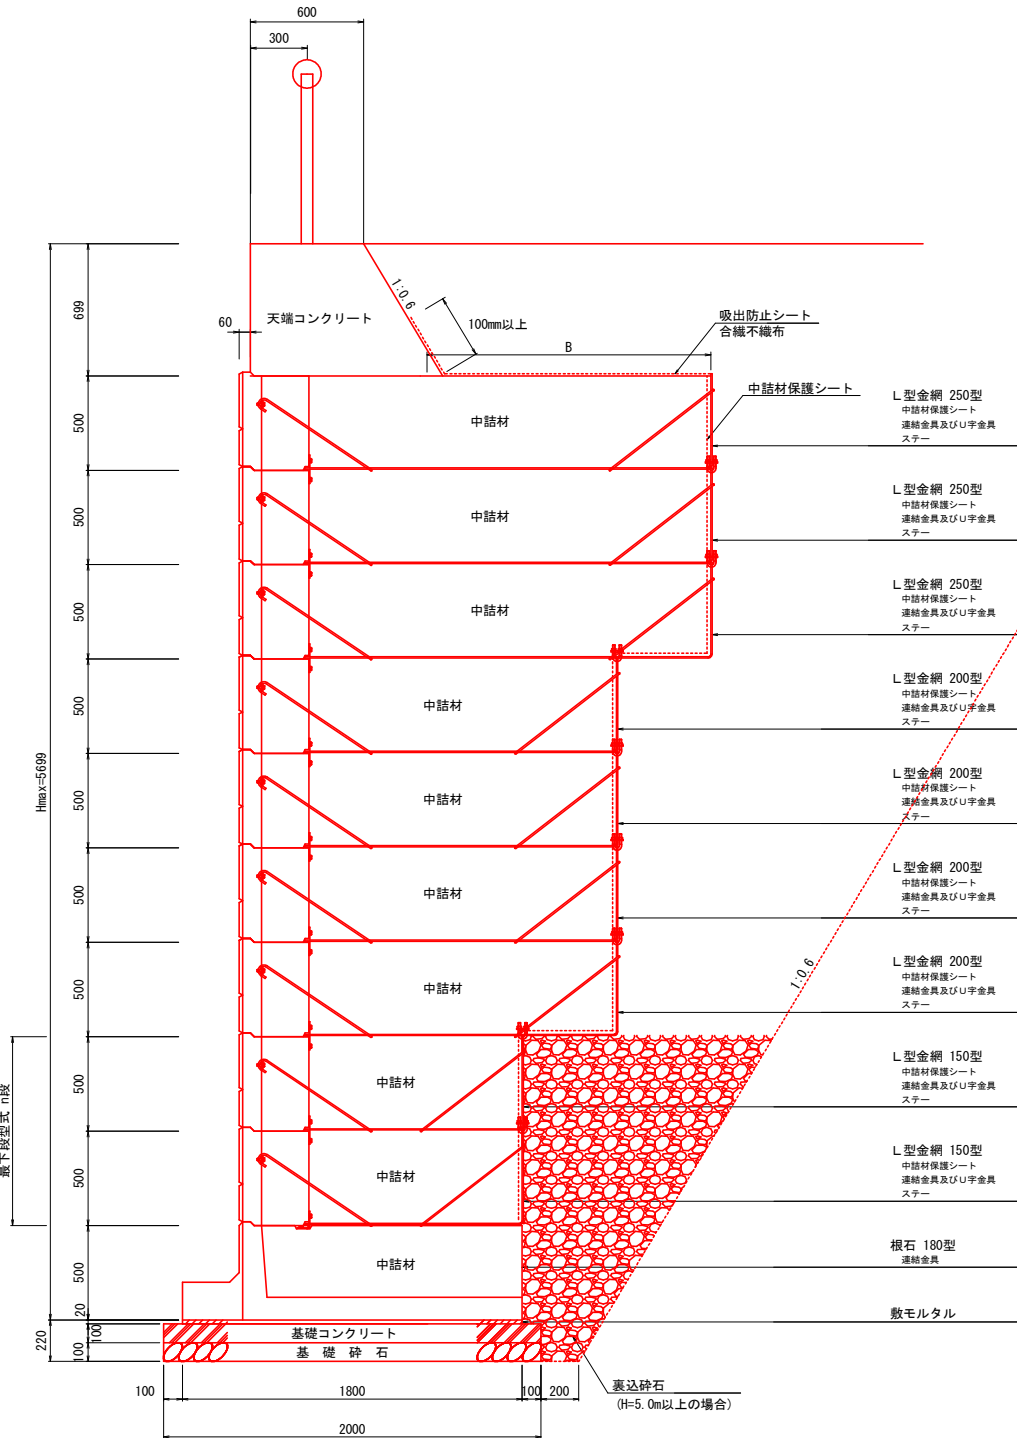 600
300
699
60
天端コンクリート
1:0.6
100mm以上
B
吸出防止シート
合繊不織布
中詰材保護シート
500
中詰材
L型金網 250型
中詰材保護シート
連結金具及びU字金具
ステー
500
中詰材
L型金網 250型
中詰材保護シート
連結金具及びU字金具
ステー
500
中詰材
L型金網 250型
中詰材保護シート
連結金具及びU字金具
ステー
500
中詰材
L型金網 200型
中詰材保護シート
連結金具及びU字金具
ステー
Hmax=5699
500
中詰材
L型金網 200型
中詰材保護シート
連結金具及びU字金具
ステー
500
中詰材
L型金網 200型
中詰材保護シート
連結金具及びU字金具
ステー
500
中詰材
1:0.6
L型金網 200型
中詰材保護シート
連結金具及びU字金具
ステー
最下段型式 n段
500
中詰材
L型金網 150型
中詰材保護シート
連結金具及びU字金具
ステー
500
中詰材
L型金網 150型
中詰材保護シート
連結金具及びU字金具
ステー
500
中詰材
根石 180型
連結金具
20
敷モルタル
220
100
基礎コンクリート
100
基礎砕石
100
1800
100
200
裏込砕石
(H=5.0m以上の場合)
2000